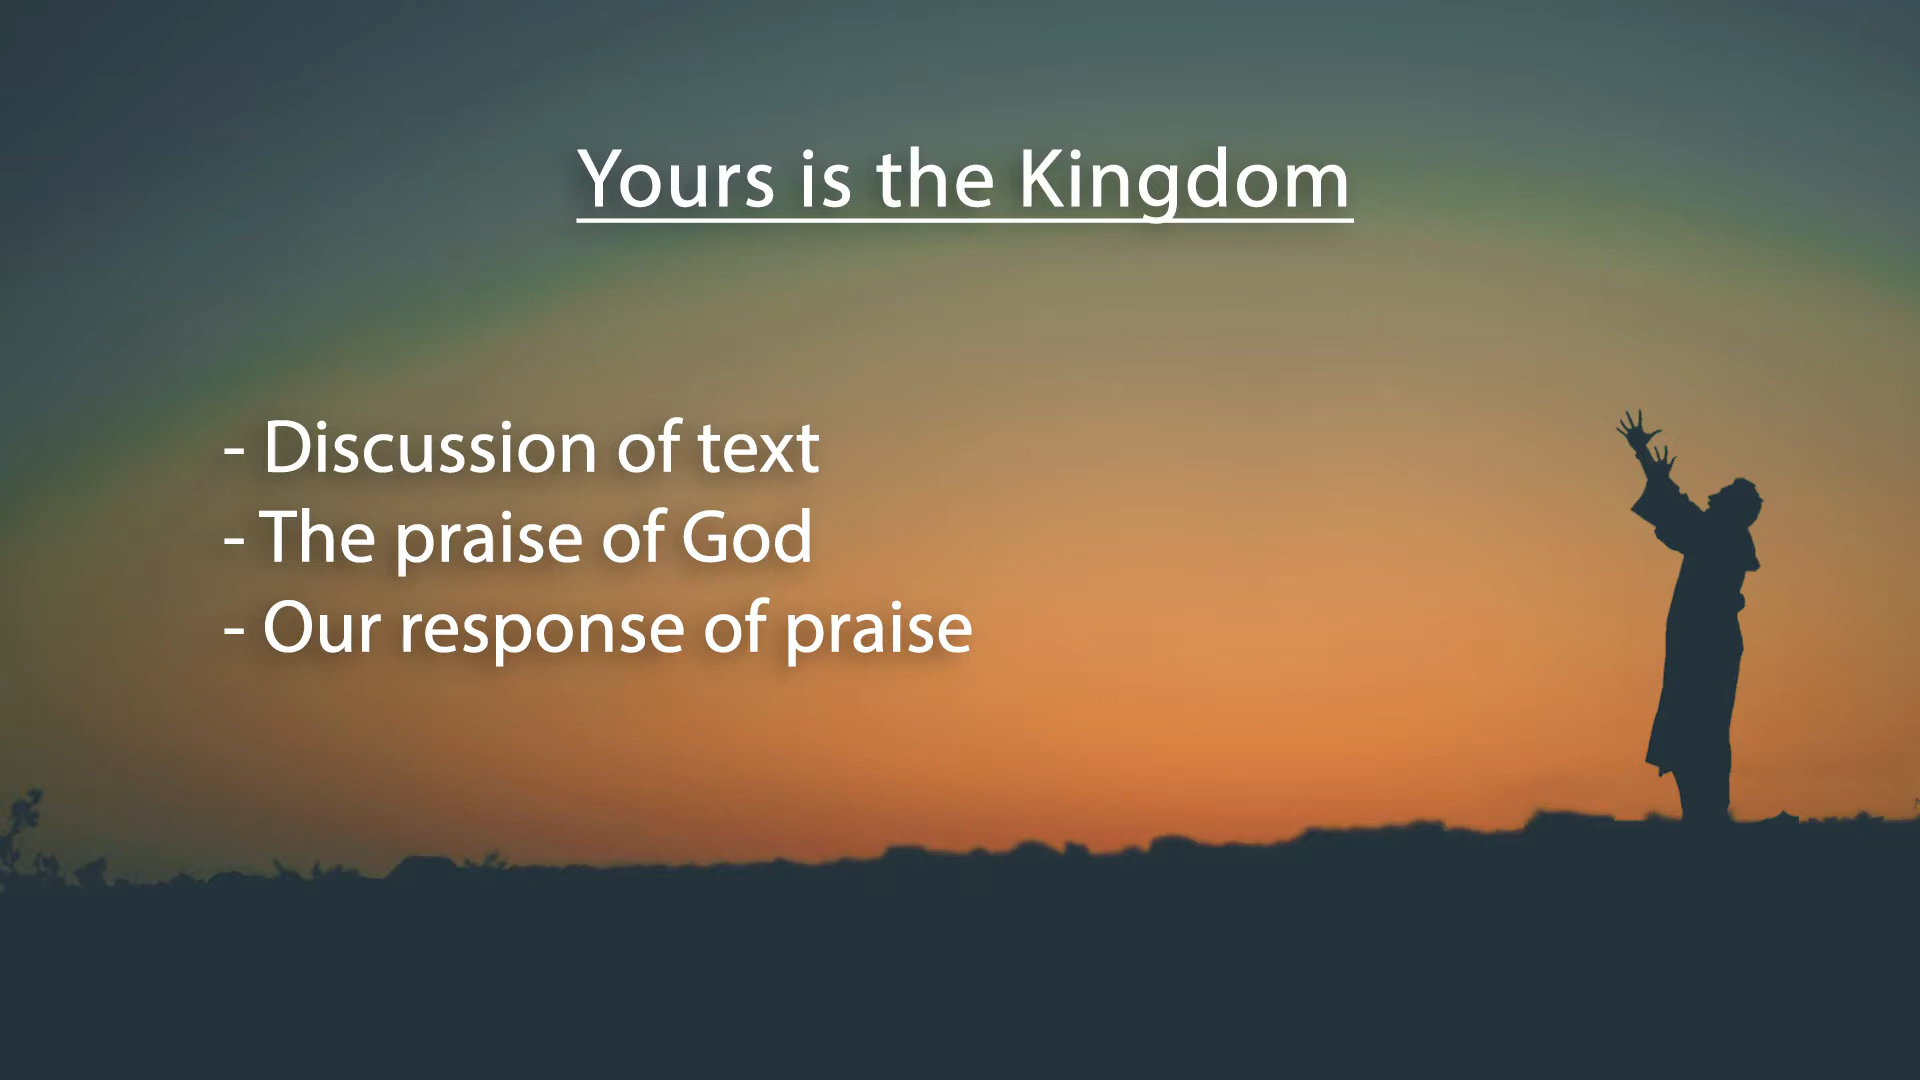 Yours is the Kingdom
- Discussion of text
- The praise of God
- Our response of praise